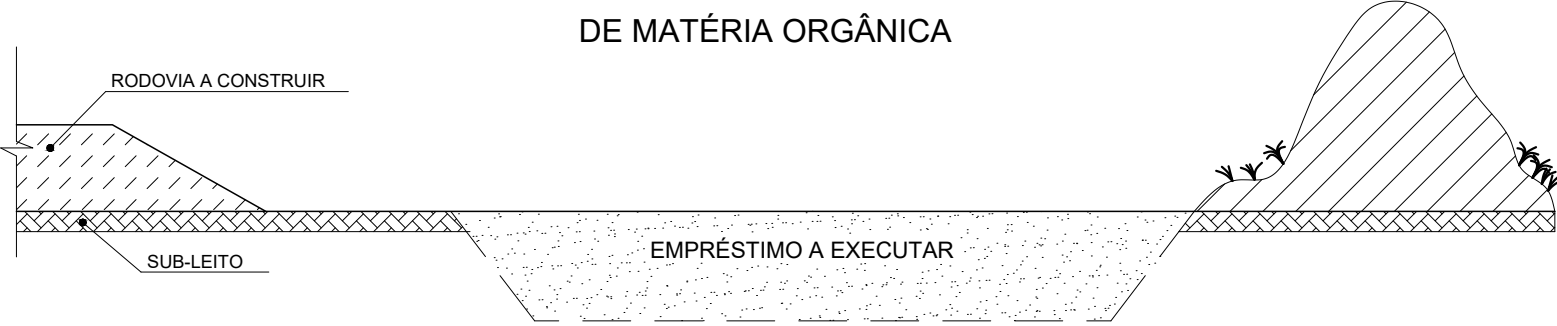 DE MATÉRIA ORGÂNICA
RODOVIA A CONSTRUIR
EMPRÉSTIMO A EXECUTAR
SUB-LEITO